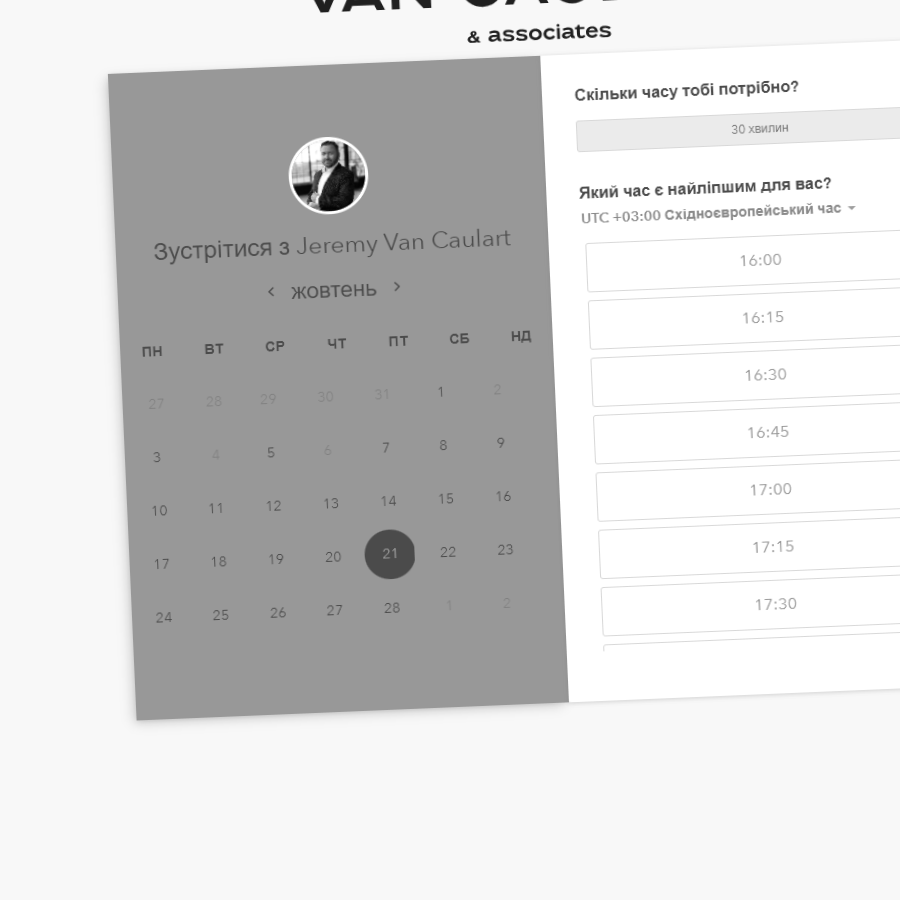 & associates
Зустрітися з Jeremy Van Caulart
жовтень
ПН ВТ СР ЧТ ПТ СБ НД
27 28 29 30 31 1 2
3 4 5 6 7 8 9
10 11 12 13 14 15 16
17 18 19 20 21 22 23
24 25 26 27 28 1 2
Скільки часу тобі потрібно?
30 хвилин
Який час є найліпшим для вас?
UTC +03:00 Східноєвропейський час
16:00
16:15
16:30
16:45
17:00
17:15
17:30